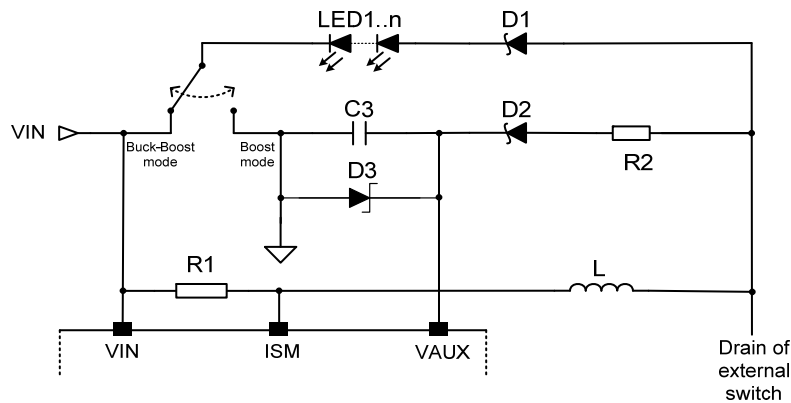 LED1..n
D1
VIN
Buck-Boost
mode
Boost
mode
C3
D2
R2
D3
R1
L
VIN
ISM
VAUX
Drain of
external
switch